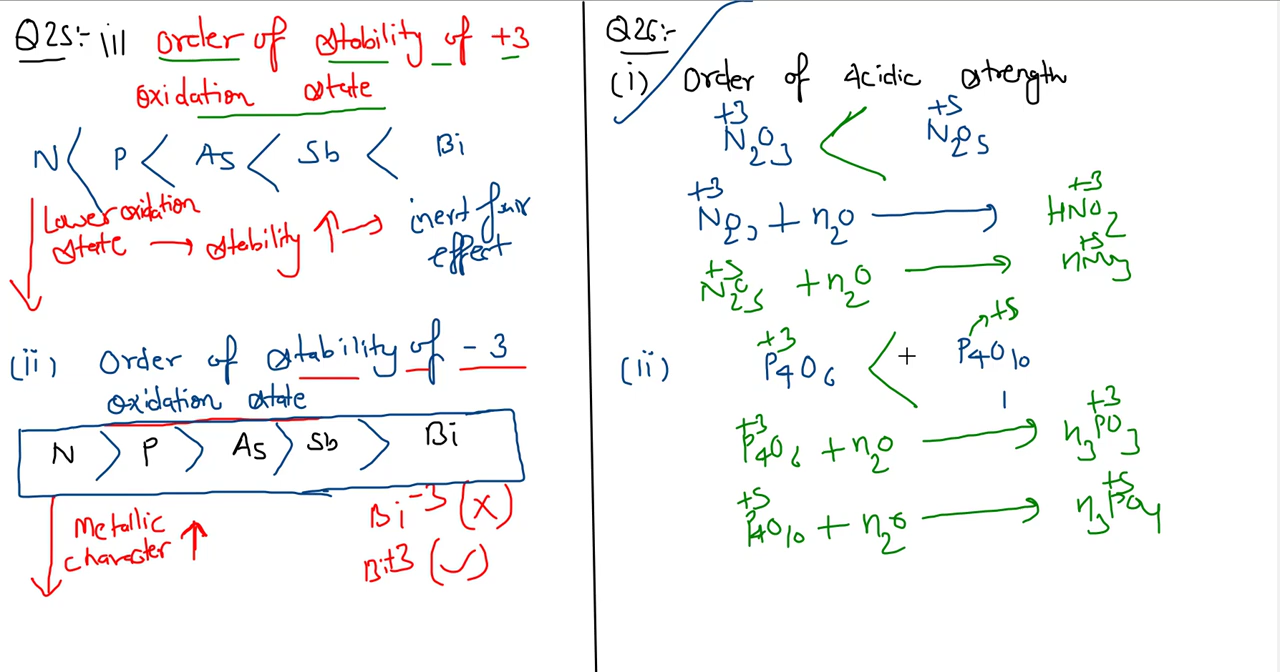 Q25:- iii Order of stability of +3
oxidation state
N < P < As < Sb < Bi
Lower oxidation
state → stability ↑ → inert pair
effect
(ii) Order of stability of -3
oxidation state
N > P > As > Sb > Bi
Metallic
character ↑
Bi-3 (x)
Bi+3 (✓)
Q26:-
(i) Order of Acidic strength
+3 +5
N2O3 < N2O5
+3 +3
N2O3 + H2O → HNO2
+5 +5
N2O5 + H2O → HNO3
+3 +5
(ii) P4O6 < P4O10
+3 +3
P4O6 + H2O → H3PO3
+5 +5
P4O10 + H2O → H3PO4